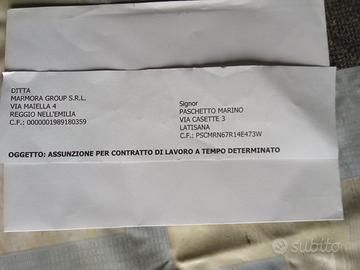 DITTA
MARMORA GROUP S.R.L.
VIA MAIELLA 4
REGGIO NELL'EMILIA
C.F.: 0000001989180359
Signor
PASCHETTO MARINO
VIA CASETTE 3
LATISANA
C.F.: PSCMRN67R14E473W
OGGETTO: ASSUNZIONE PER CONTRATTO DI LAVORO A TEMPO DETERMINATO
subito